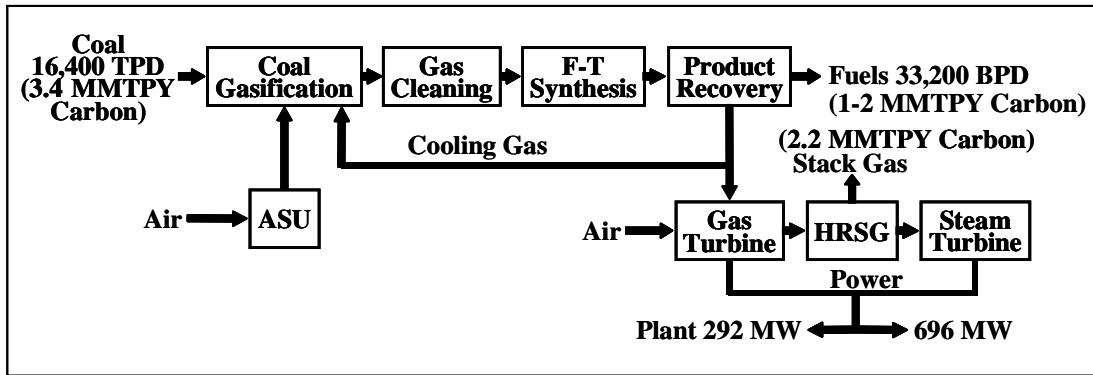 Coal
16,400 TPD
(3.4 MMTPY
Carbon)
Coal
Gasification
Gas
Cleaning
F-T
Synthesis
Product
Recovery
Fuels 33,200 BPD
(1-2 MMTPY Carbon)
Cooling Gas
(2.2 MMTPY Carbon)
Stack Gas
Air
ASU
Air
Gas
Turbine
HRSG
Steam
Turbine
Power
Plant 292 MW
696 MW